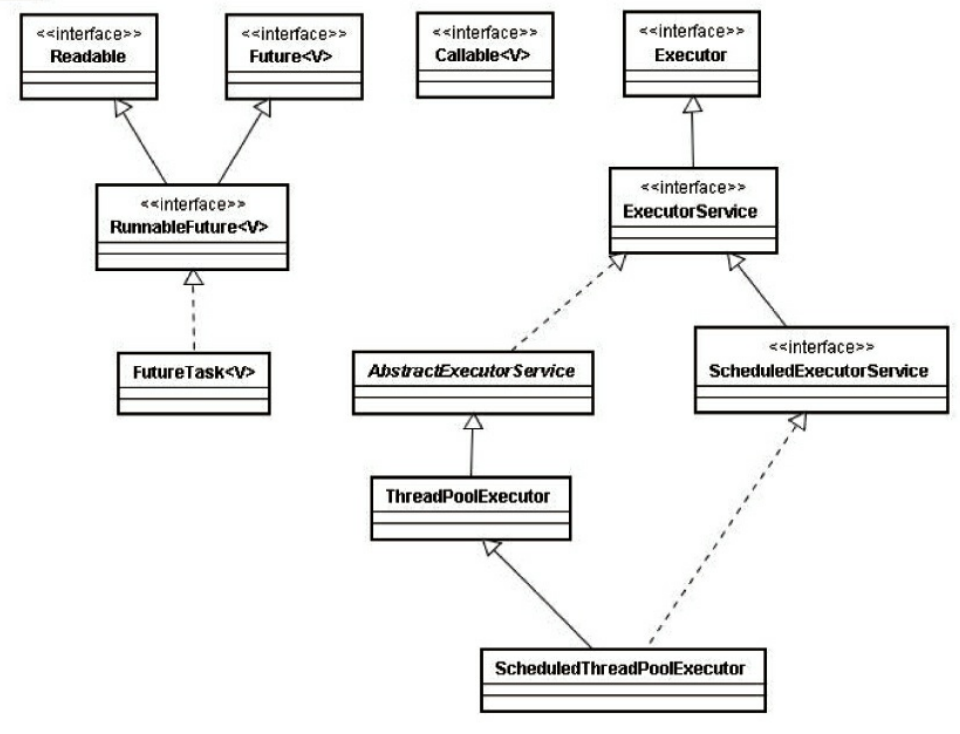 <<interface>>
Readable
<<interface>>
Future<V>
<<interface>>
Callable<V>
<<interface>>
Executor
<<interface>>
RunnableFuture<V>
<<interface>>
ExecutorService
FutureTask<V>
AbstractExecutorService
<<interface>>
ScheduledExecutorService
ThreadPoolExecutor
ScheduledThreadPoolExecutor